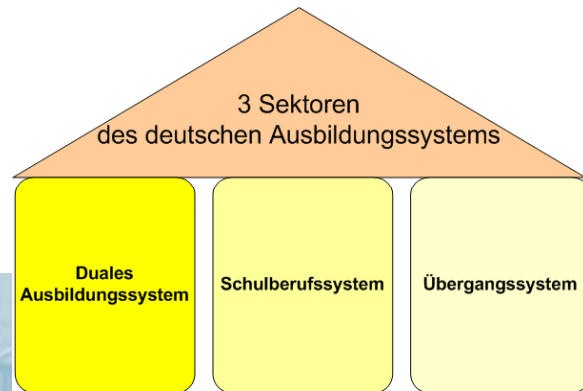 3 Sektoren
des deutschen Ausbildungssystems
Duales
Ausbildungssystem
Schulberufssystem
Übergangssystem